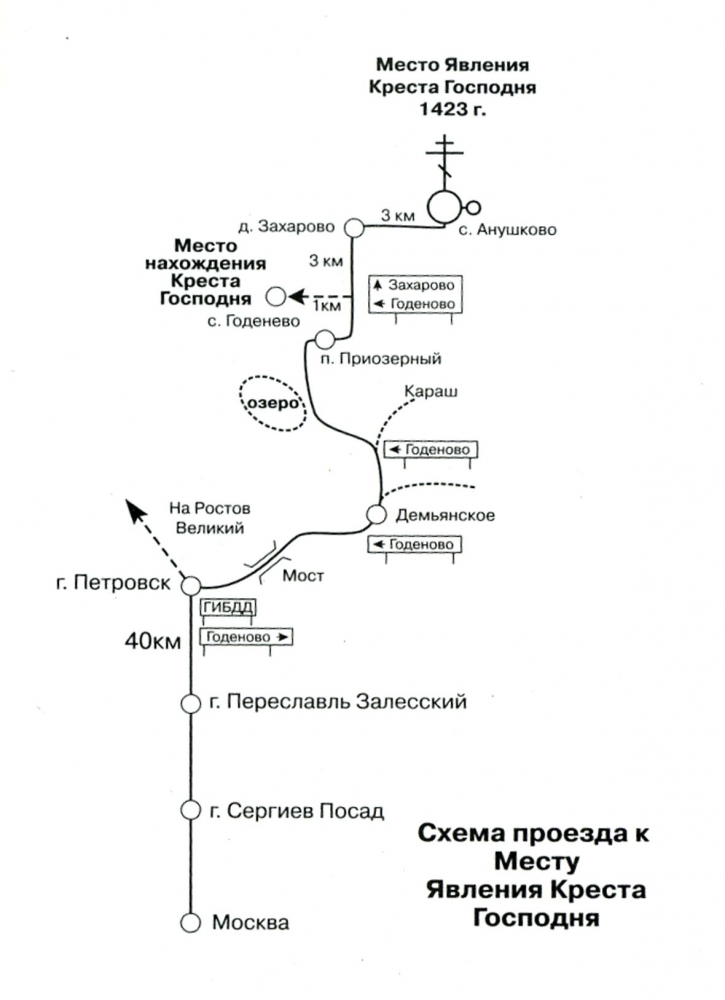 Место Явления
Креста Господня
1423 г.
3 км
д. Захарово
с. Анушково
Место
нахождения
Креста
Господня
3 км
Захарово
Годеново
1км
с. Годенево
п. Приозерный
Караш
озеро
Годеново
На Ростов
Великий
Демьянское
Годеново
Мост
г. Петровск
ГИБДД
40км
Годеново
г. Переславль Залесский
г. Сергиев Посад
Схема проезда к
Месту
Явления Креста
Господня
Москва